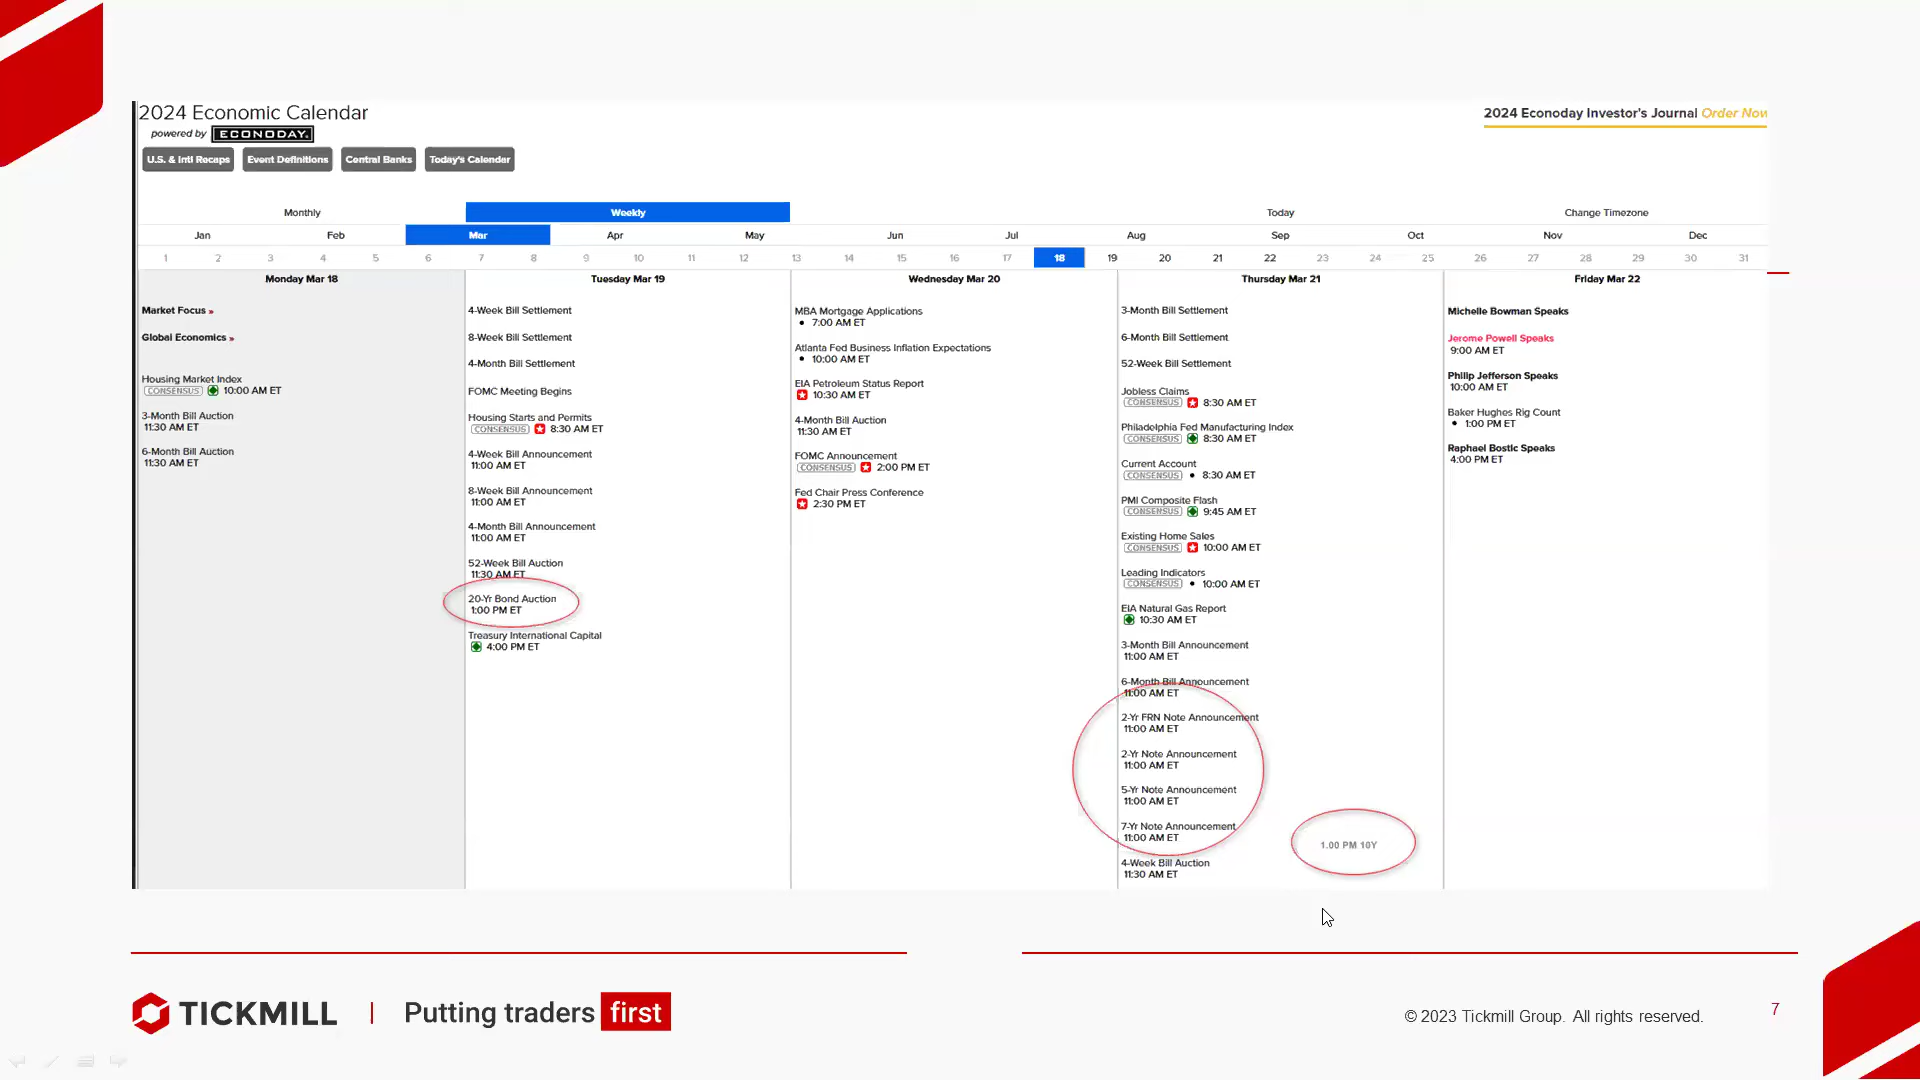 2024 Economic Calendar
powered by ECONODAY.
2024 Econoday Investor's Journal Order Now
U.S. & Intl Recaps Event Definitions Central Banks Today's Calendar
Monthly Weekly Today Change Timezone
Jan Feb Mar Apr May Jun Jul Aug Sep Oct Nov Dec
1 2 3 4 5 6 7 8 9 10 11 12 13 14 15 16 17 18 19 20 21 22 23 24 25 26 27 28 29 30 31
Monday Mar 18
Market Focus »
Global Economics »
Housing Market Index
CONSENSUS 10:00 AM ET
3-Month Bill Auction
11:30 AM ET
6-Month Bill Auction
11:30 AM ET
Tuesday Mar 19
4-Week Bill Settlement
8-Week Bill Settlement
4-Month Bill Settlement
FOMC Meeting Begins
Housing Starts and Permits
CONSENSUS 8:30 AM ET
4-Week Bill Announcement
11:00 AM ET
8-Week Bill Announcement
11:00 AM ET
4-Month Bill Announcement
11:00 AM ET
52-Week Bill Auction
11:30 AM ET
20-Yr Bond Auction
1:00 PM ET
Treasury International Capital
4:00 PM ET
Wednesday Mar 20
MBA Mortgage Applications
• 7:00 AM ET
Atlanta Fed Business Inflation Expectations
• 10:00 AM ET
EIA Petroleum Status Report
10:30 AM ET
4-Month Bill Auction
11:30 AM ET
FOMC Announcement
CONSENSUS 2:00 PM ET
Fed Chair Press Conference
2:30 PM ET
Thursday Mar 21
3-Month Bill Settlement
6-Month Bill Settlement
52-Week Bill Settlement
Jobless Claims
CONSENSUS 8:30 AM ET
Philadelphia Fed Manufacturing Index
CONSENSUS 8:30 AM ET
Current Account
CONSENSUS • 8:30 AM ET
PMI Composite Flash
CONSENSUS 9:45 AM ET
Existing Home Sales
CONSENSUS 10:00 AM ET
Leading Indicators
CONSENSUS • 10:00 AM ET
EIA Natural Gas Report
10:30 AM ET
3-Month Bill Announcement
11:00 AM ET
6-Month Bill Announcement
11:00 AM ET
2-Yr FRN Note Announcement
11:00 AM ET
2-Yr Note Announcement
11:00 AM ET
5-Yr Note Announcement
11:00 AM ET
7-Yr Note Announcement
11:00 AM ET
4-Week Bill Auction
11:30 AM ET
1.00 PM 10Y
Friday Mar 22
Michelle Bowman Speaks
Jerome Powell Speaks
9:00 AM ET
Philip Jefferson Speaks
10:00 AM ET
Baker Hughes Rig Count
• 1:00 PM ET
Raphael Bostic Speaks
4:00 PM ET
TICKMILL | Putting traders first
© 2023 Tickmill Group. All rights reserved.
7